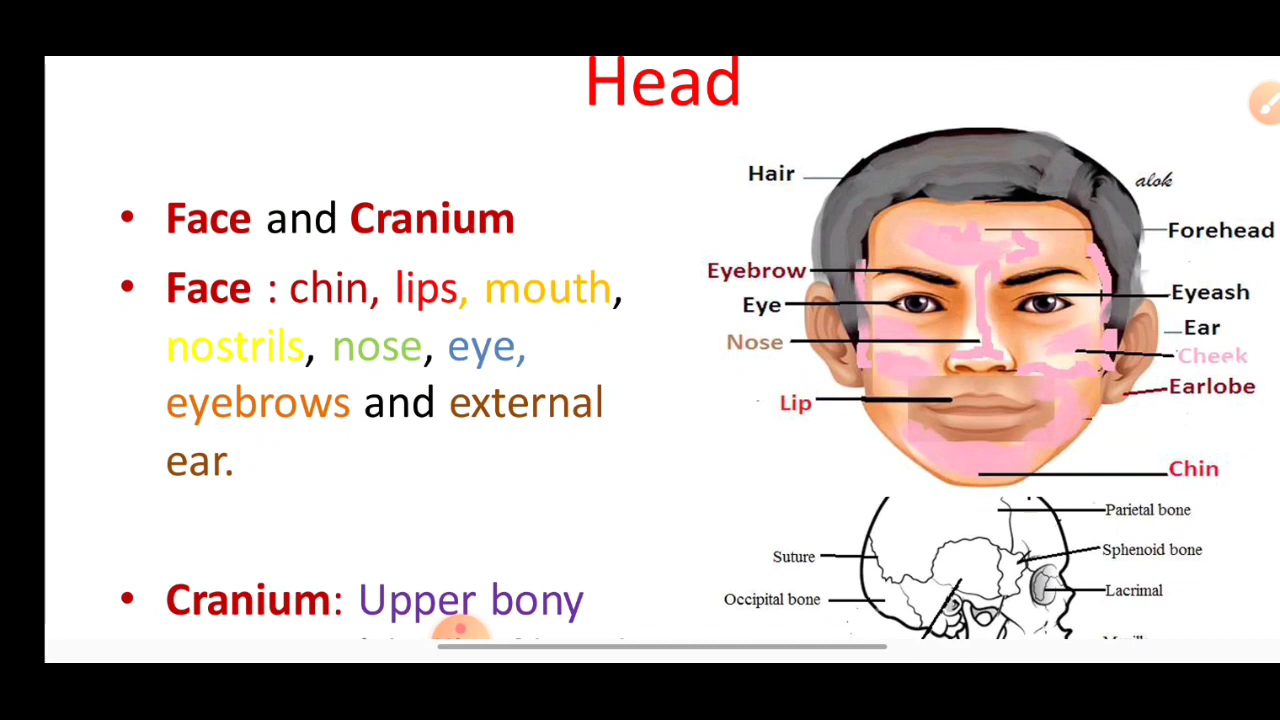 Head
• Face and Cranium
• Face : chin, lips, mouth,
nostrils, nose, eye,
eyebrows and external
ear.
• Cranium: Upper bony
Hair
alok
Forehead
Eyebrow
Eyeash
Eye
Ear
Nose
Cheek
Earlobe
Lip
Chin
Parietal bone
Suture
Sphenoid bone
Lacrimal
Occipital bone